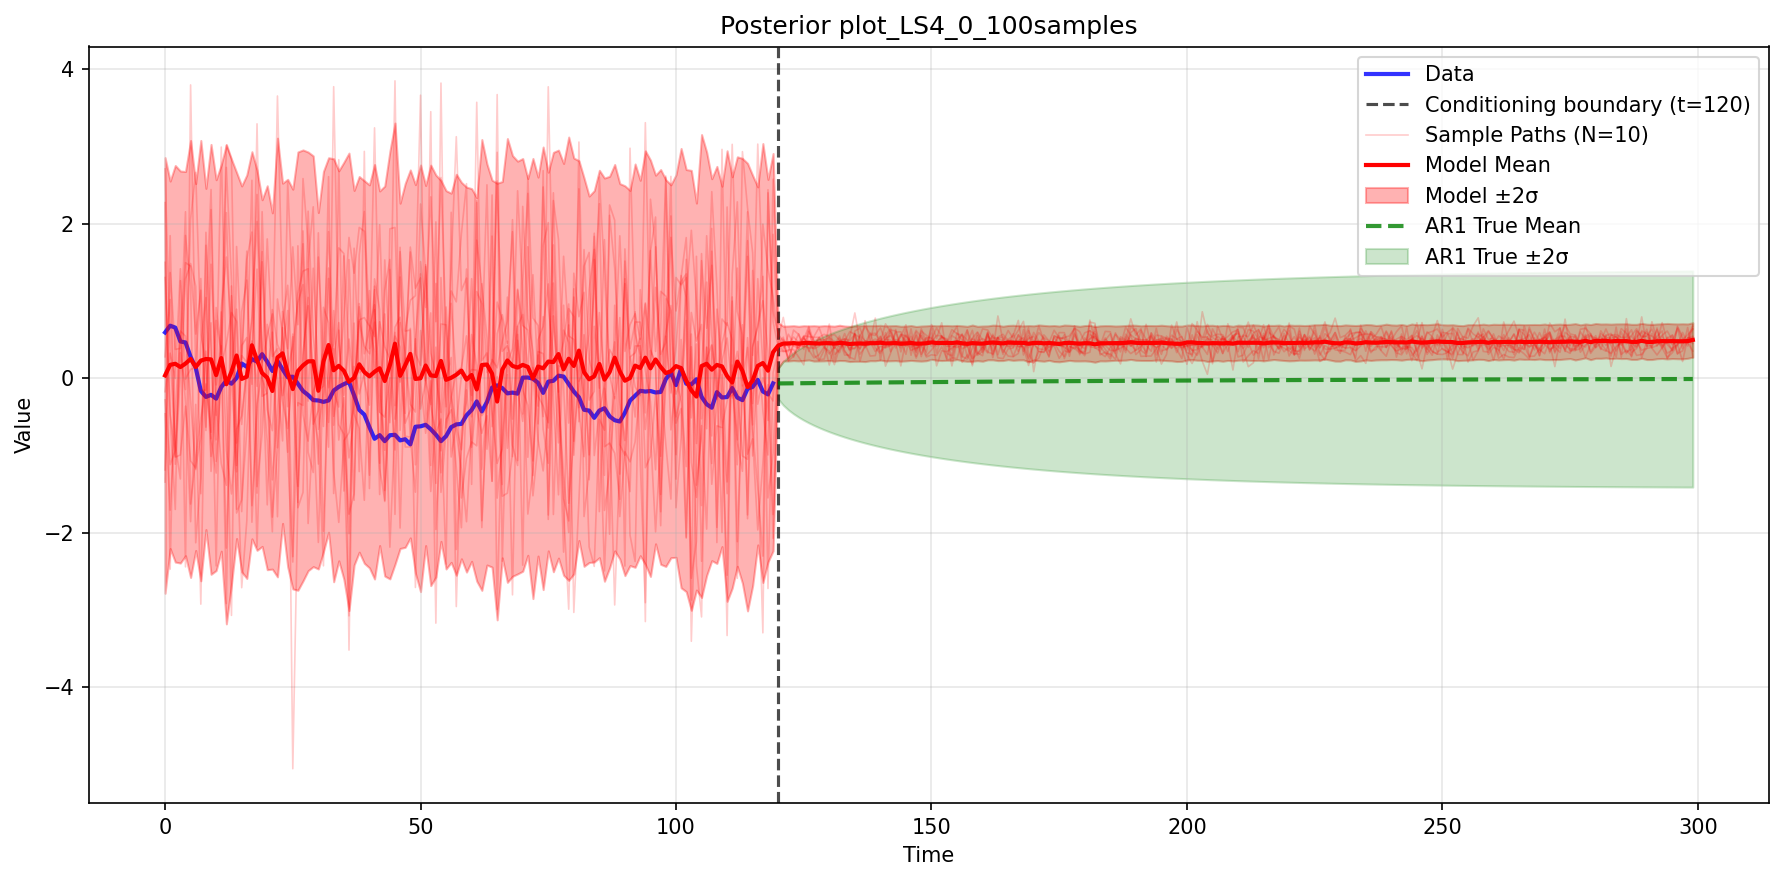 Posterior plot_LS4_0_100samples
Data
Conditioning boundary (t=120)
Sample Paths (N=10)
Model Mean
Model ±2σ
AR1 True Mean
AR1 True ±2σ
Value
4
2
0
−2
−4
0 50 100 150 200 250 300
Time